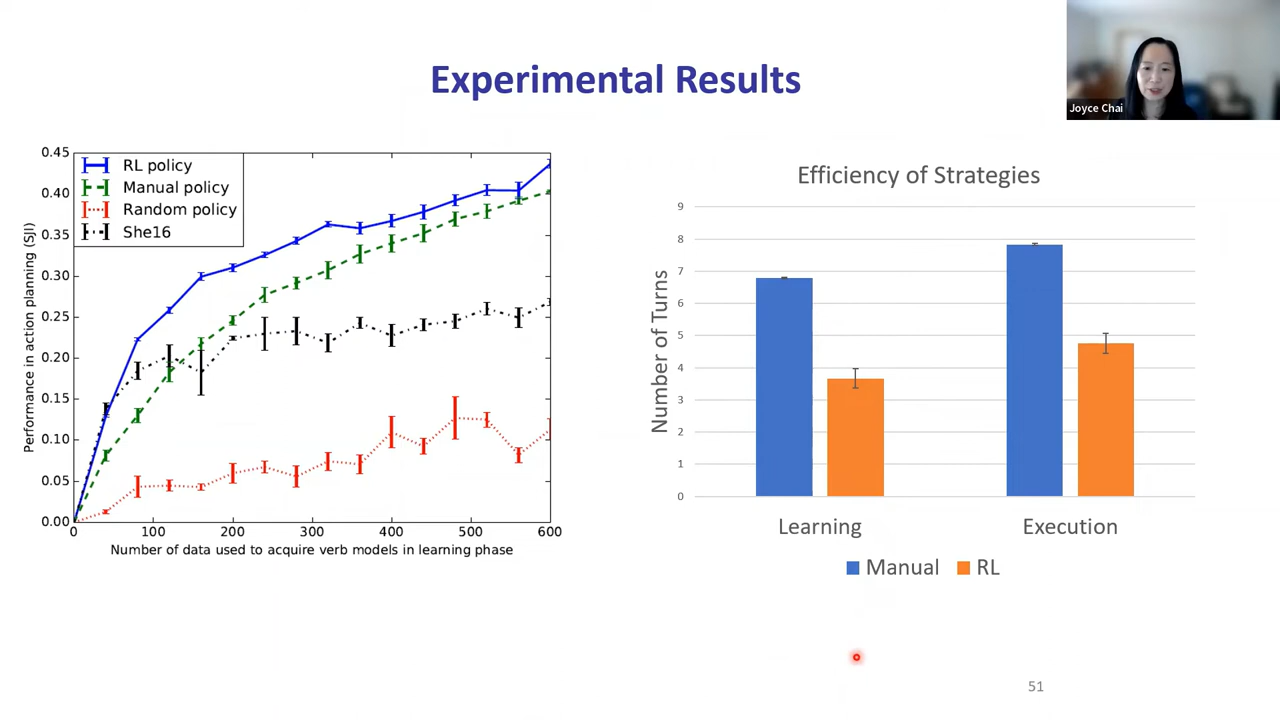 Experimental Results
Joyce Chai
RL policy
Manual policy
Random policy
She16
0.45
0.40
0.35
0.30
0.25
0.20
0.15
0.10
0.05
0.00
0
100
200
300
400
500
600
Performance in action planning (SJI)
Number of data used to acquire verb models in learning phase
Efficiency of Strategies
Number of Turns
9
8
7
6
5
4
3
2
1
0
Learning
Execution
Manual
RL
51